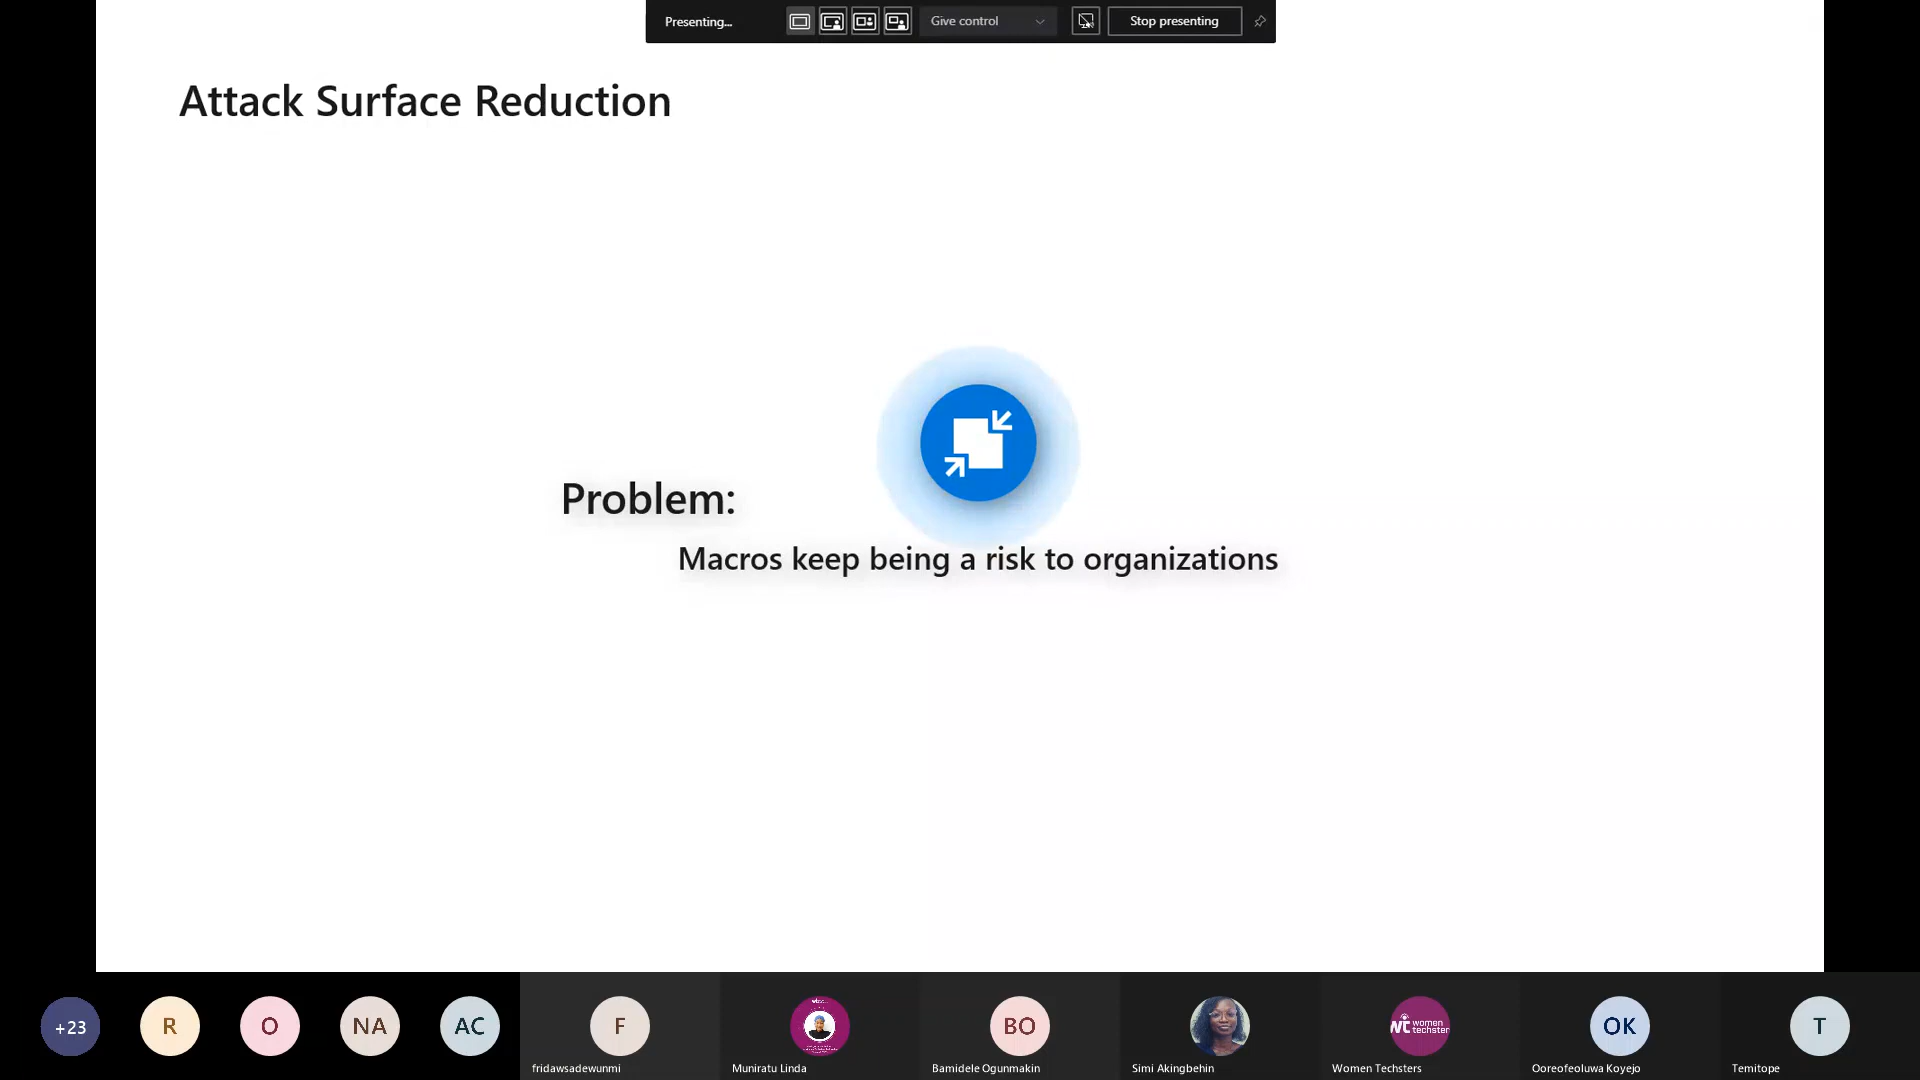 Presenting...
Give control
Stop presenting
Attack Surface Reduction
Problem:
Macros keep being a risk to organizations
+23
R
O
NA
AC
F
BO
women
techster
OK
T
fridawsadewunmi
Muniratu Linda
Bamidele Ogunmakin
Simi Akingbehin
Women Techsters
Ooreofeoluwa Koyejo
Temitope